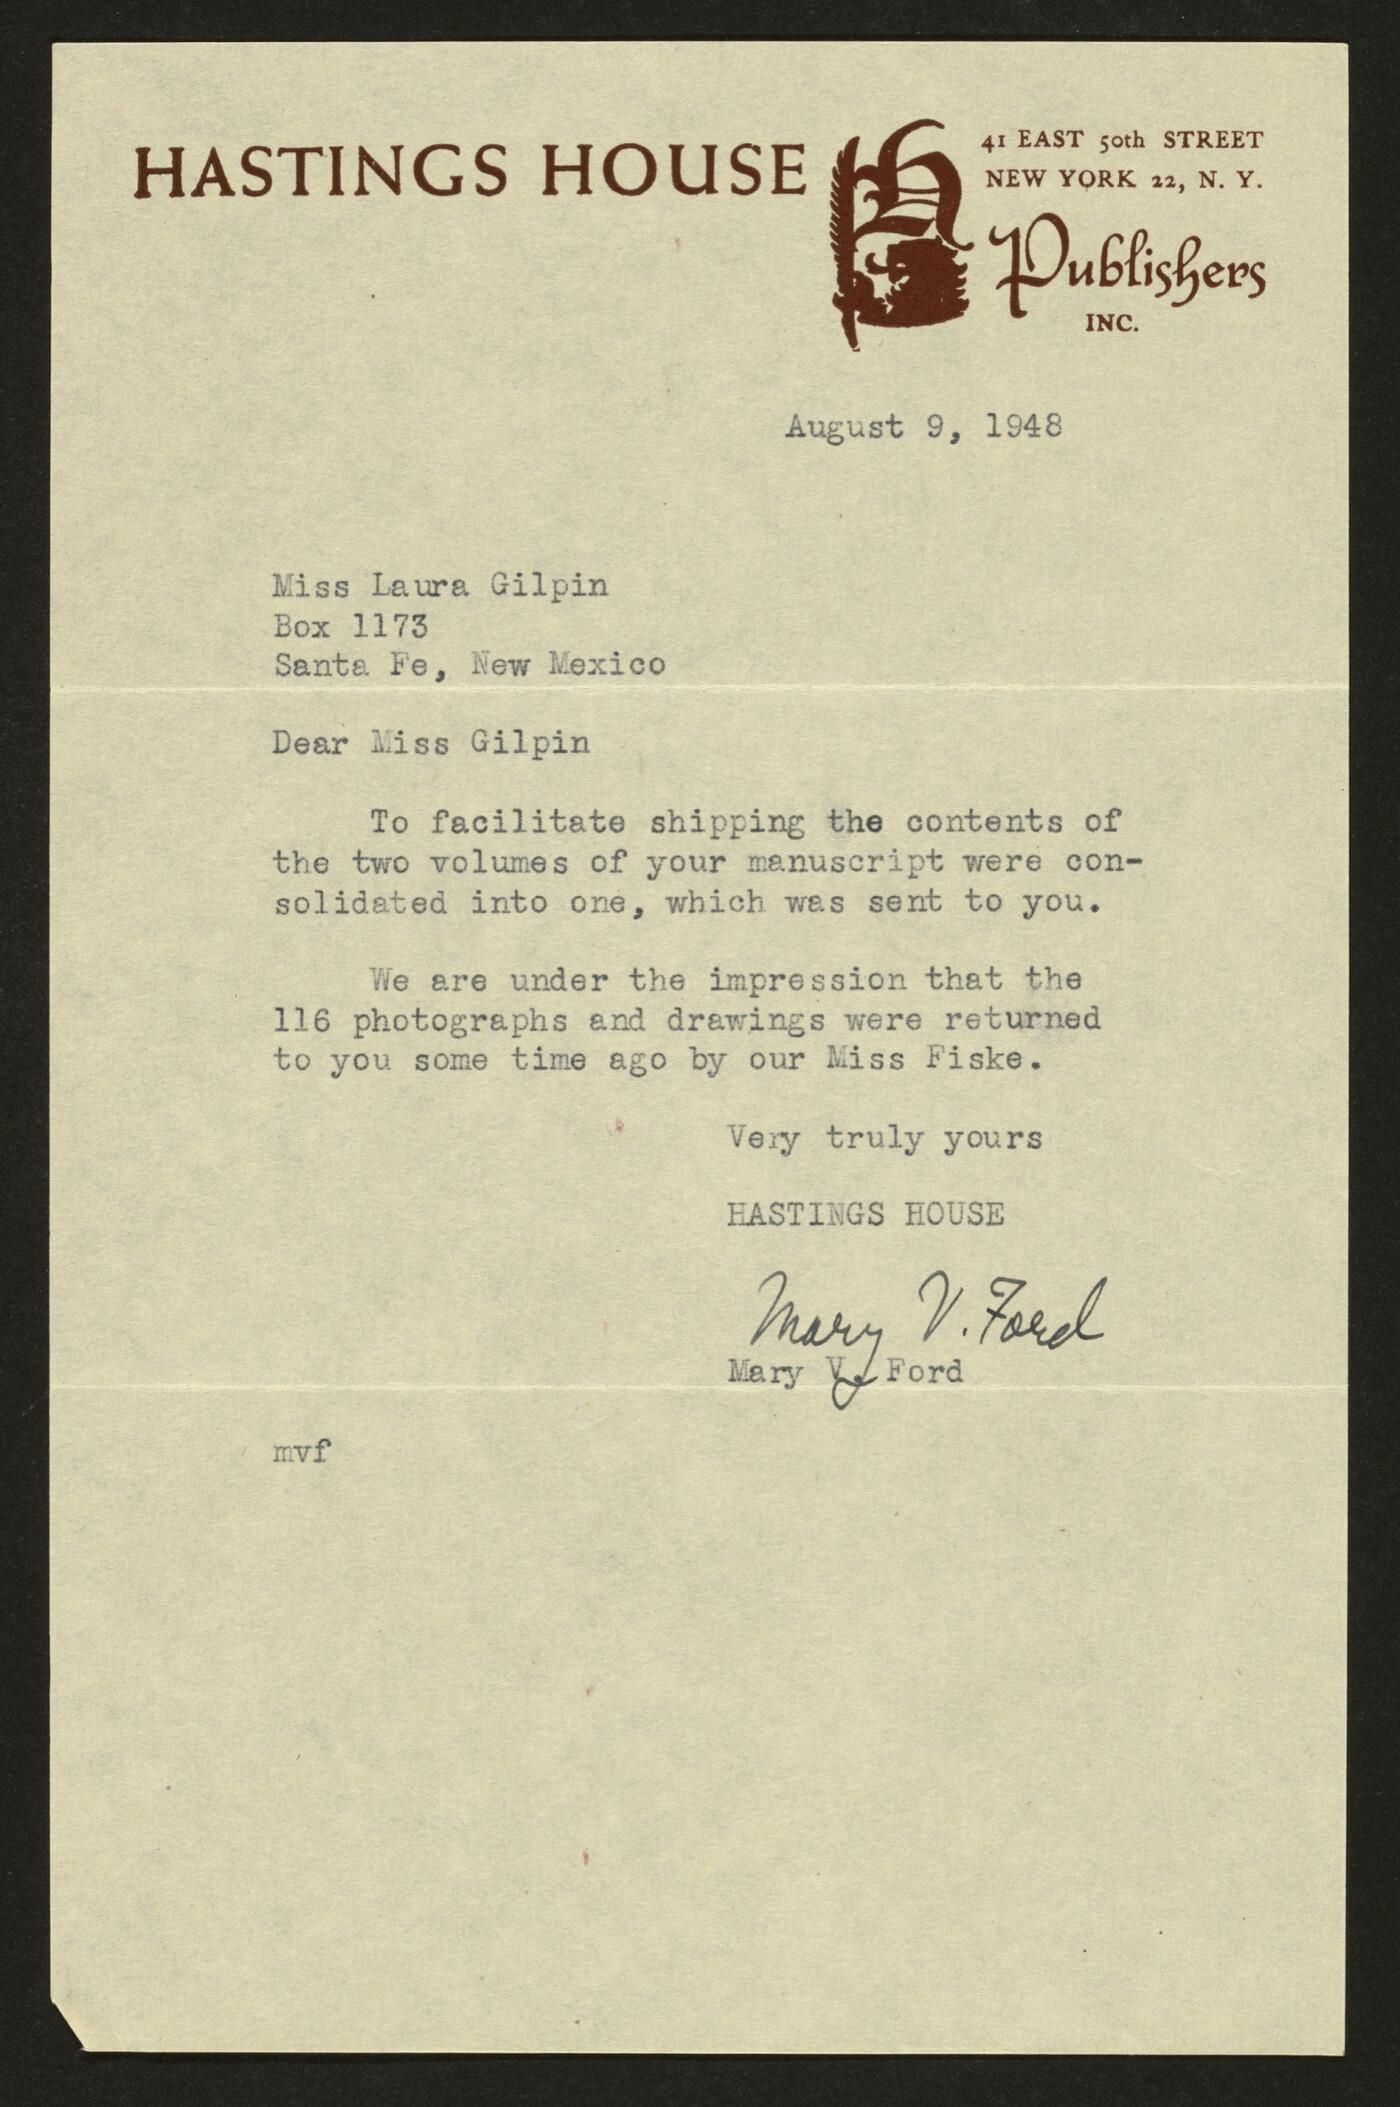 HASTINGS HOUSE
H
41 EAST 50th STREET
NEW YORK 22, N. Y.
Publishers
INC.
August 9, 1948
Miss Laura Gilpin
Box 1173
Santa Fe, New Mexico
Dear Miss Gilpin
To facilitate shipping the contents of
the two volumes of your manuscript were con-
solidated into one, which was sent to you.
We are under the impression that the
116 photographs and drawings were returned
to you some time ago by our Miss Fiske.
Very truly yours
HASTINGS HOUSE
Mary V. Ford
Mary V. Ford
mvf